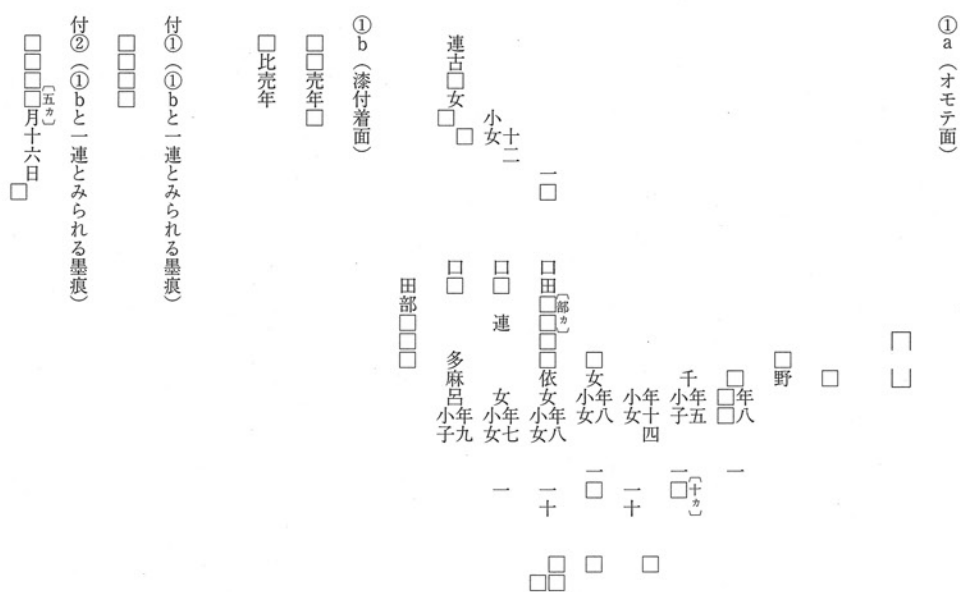 ①a（オモテ面）
［　］
□
□野
□ 年八 □□ 一
千 年五 小子 一□〔十ヵ〕
年十四 小女 一十 □
□女 年八 小女 一□ □
一□ 口田□□□□〔部ヵ〕依女 年八 小女 一十 □□□
十二 小女 口□ 連 女 年七 小女 一
連古□女 □□ 口□ 多麻呂 年九 小子
田部□□□
①b（漆付着面）
□□売年□
□比売年
付①（①bと一連とみられる墨痕）
□□□□
付②（①bと一連とみられる墨痕）
□□□□〔五ヵ〕月十六日 □